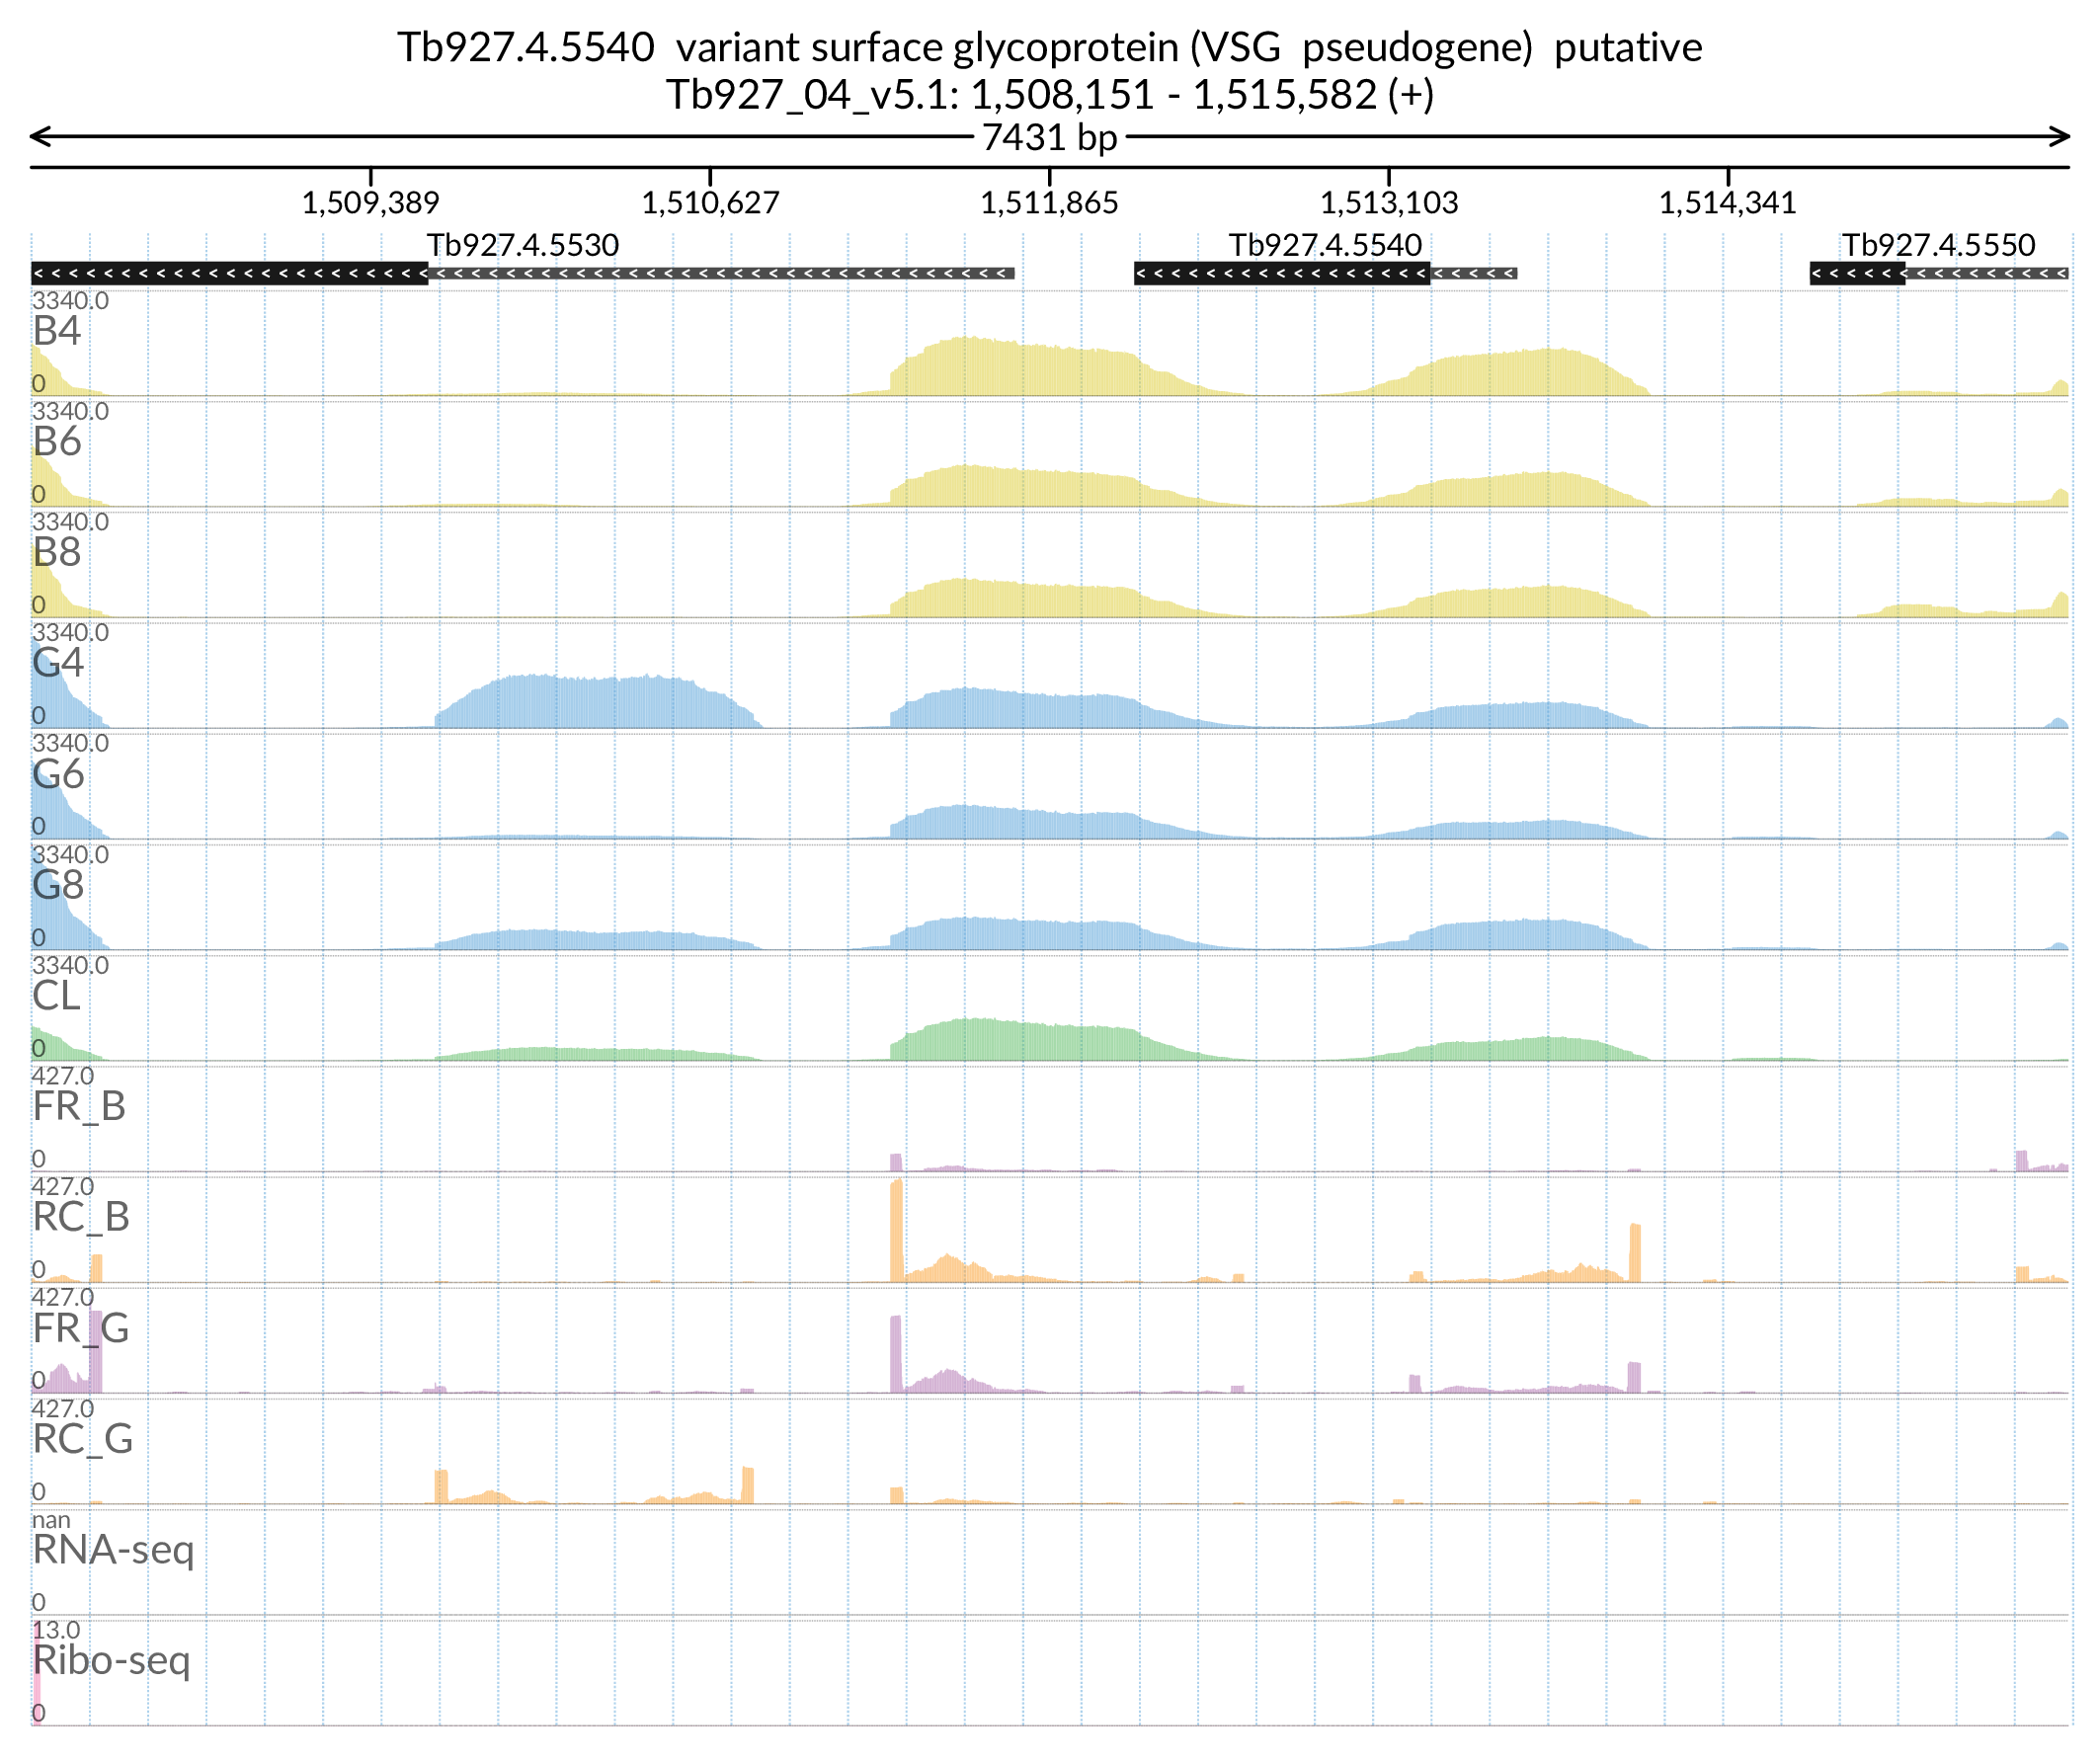 Tb927.4.5540 variant surface glycoprotein (VSG pseudogene) putative
Tb927_04_v5.1: 1,508,151 - 1,515,582 (+)
7431 bp
1,509,389 1,510,627 1,511,865 1,513,103 1,514,341
Tb927.4.5530 Tb927.4.5540 Tb927.4.5550
3340.0
B4
0
3340.0
B6
0
3340.0
B8
0
3340.0
G4
0
3340.0
G6
0
3340.0
G8
0
3340.0
CL
0
427.0
FR_B
0
427.0
RC_B
0
427.0
FR_G
0
427.0
RC_G
0
nan
RNA-seq
0
13.0
Ribo-seq
0